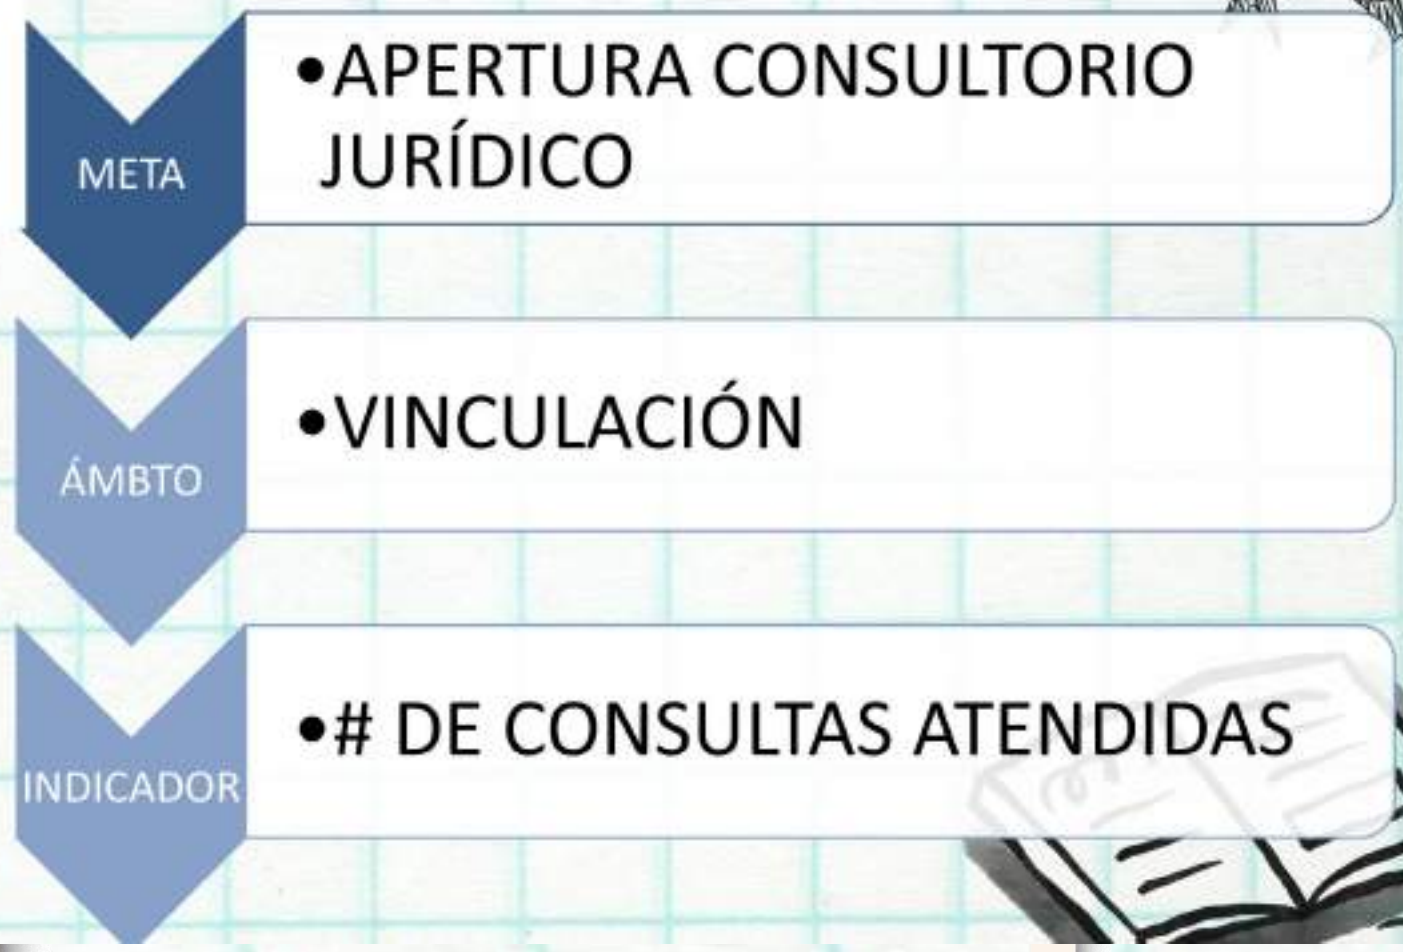 META
•APERTURA CONSULTORIO
JURÍDICO
ÁMBTO
•VINCULACIÓN
INDICADOR
•# DE CONSULTAS ATENDIDAS